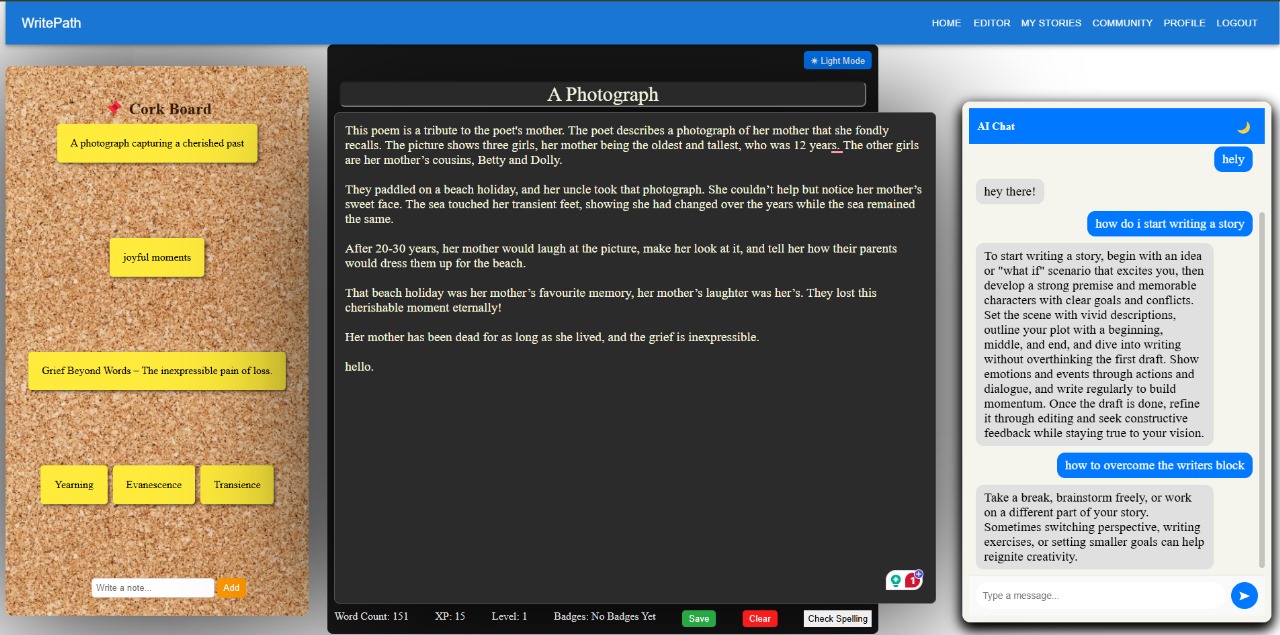 WritePath
HOME EDITOR MY STORIES COMMUNITY PROFILE LOGOUT
📌 Cork Board
A photograph capturing a cherished past
joyful moments
Grief Beyond Words – The inexpressible pain of loss.
Yearning Evanescence Transience
Write a note... Add
☀ Light Mode
A Photograph
This poem is a tribute to the poet's mother. The poet describes a photograph of her mother that she fondly
recalls. The picture shows three girls, her mother being the oldest and tallest, who was 12 years. The other girls
are her mother’s cousins, Betty and Dolly.
They paddled on a beach holiday, and her uncle took that photograph. She couldn’t help but notice her mother’s
sweet face. The sea touched her transient feet, showing she had changed over the years while the sea remained
the same.
After 20-30 years, her mother would laugh at the picture, make her look at it, and tell her how their parents
would dress them up for the beach.
That beach holiday was her mother’s favourite memory, her mother’s laughter was her’s. They lost this
cherishable moment eternally!
Her mother has been dead for as long as she lived, and the grief is inexpressible.
hello.
1
Word Count: 151 XP: 15 Level: 1 Badges: No Badges Yet Save Clear Check Spelling
AI Chat
hely
hey there!
how do i start writing a story
To start writing a story, begin with an idea
or "what if" scenario that excites you, then
develop a strong premise and memorable
characters with clear goals and conflicts.
Set the scene with vivid descriptions,
outline your plot with a beginning,
middle, and end, and dive into writing
without overthinking the first draft. Show
emotions and events through actions and
dialogue, and write regularly to build
momentum. Once the draft is done, refine
it through editing and seek constructive
feedback while staying true to your vision.
how to overcome the writers block
Take a break, brainstorm freely, or work
on a different part of your story.
Sometimes switching perspective, writing
exercises, or setting smaller goals can help
reignite creativity.
Type a message...